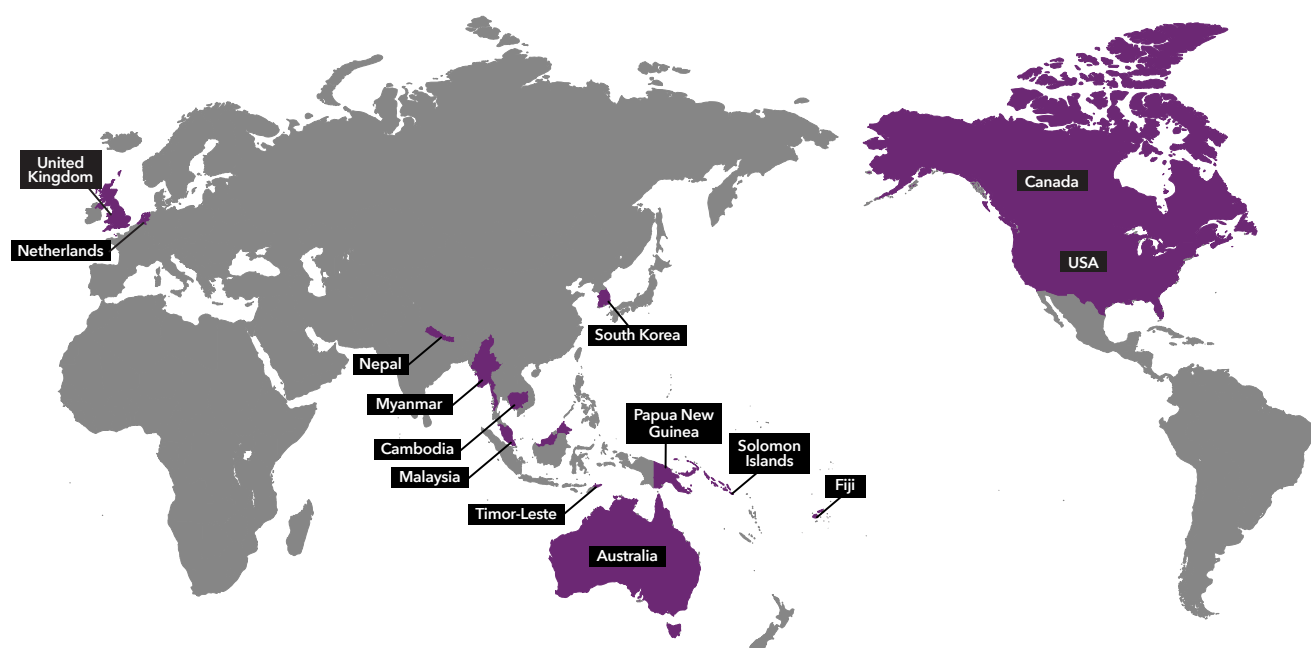 United
Kingdom
Netherlands
Canada
USA
South Korea
Nepal
Myanmar
Papua New
Guinea
Cambodia
Solomon
Islands
Malaysia
Fiji
Timor-Leste
Australia